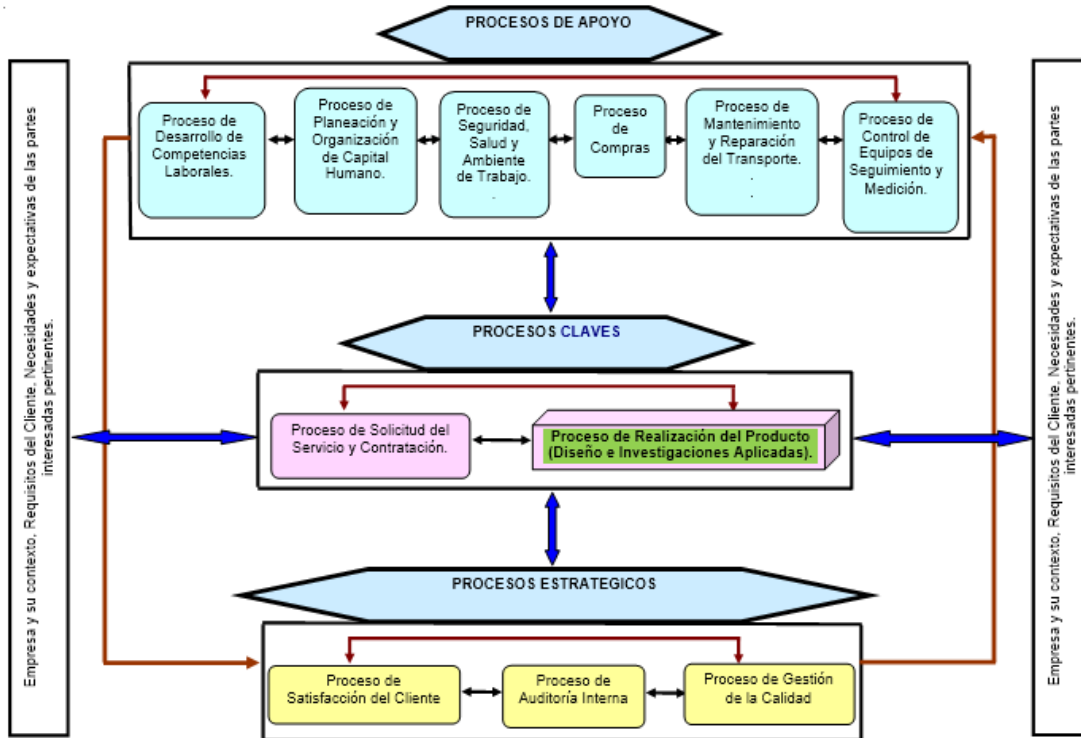 PROCESOS DE APOYO
Proceso de
Desarrollo de
Competencias
Laborales.
Proceso de
Planeación y
Organización
de Capital
Humano.
Proceso de
Seguridad,
Salud y
Ambiente
de Trabajo.
.
Proceso
de
Compras
Proceso de
Mantenimiento
y Reparación
del Transporte.
.
.
Proceso de
Control de
Equipos de
Seguimiento y
Medición.
Empresa y su contexto, Requisitos del Cliente. Necesidades y expectativas de las partes
interesadas pertinentes.
PROCESOS CLAVES
Proceso de Solicitud del
Servicio y Contratación.
Proceso de Realización del Producto
(Diseño e Investigaciones Aplicadas).
Empresa y su contexto, Requisitos del Cliente. Necesidades y expectativas de las partes
interesadas pertinentes.
PROCESOS ESTRATEGICOS
Proceso de
Satisfacción del Cliente
Proceso de
Auditoría Interna
Proceso de Gestión
de la Calidad